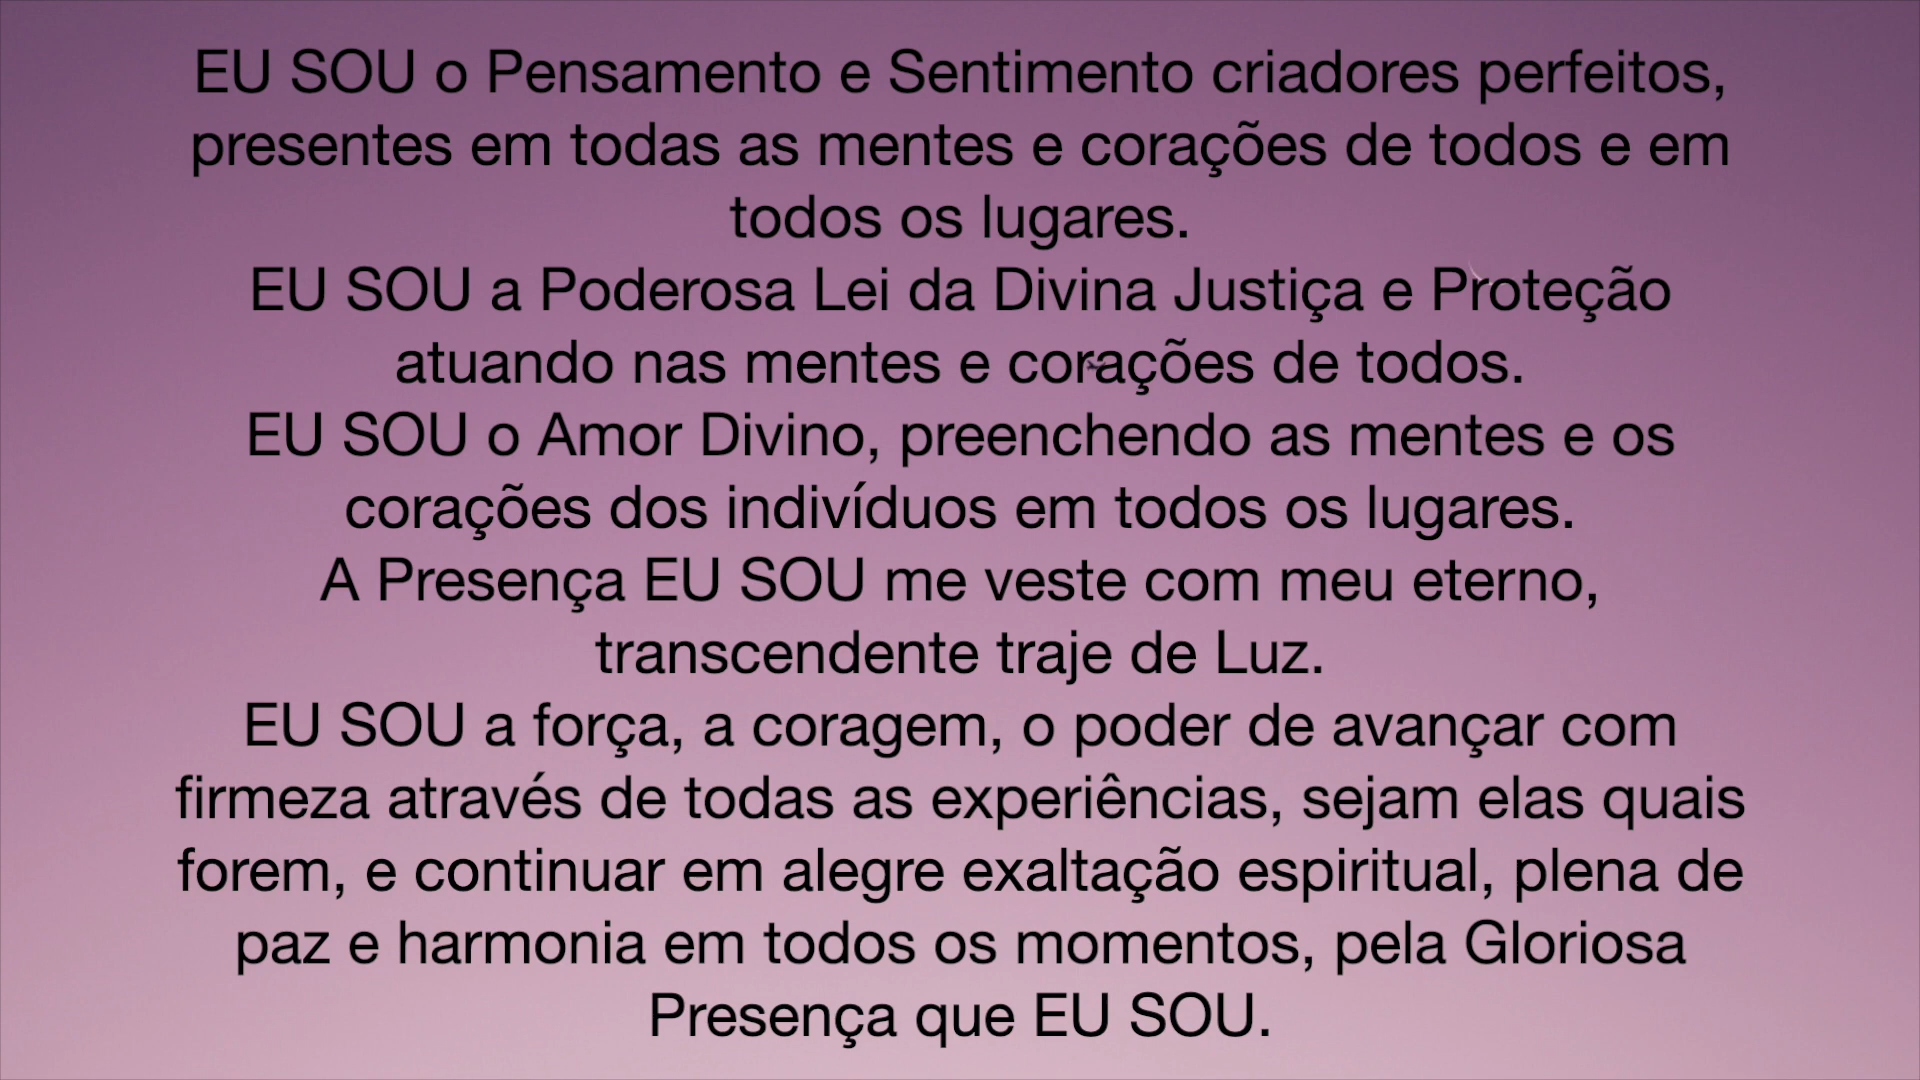 EU SOU o Pensamento e Sentimento criadores perfeitos,
presentes em todas as mentes e corações de todos e em
todos os lugares.
EU SOU a Poderosa Lei da Divina Justiça e Proteção
atuando nas mentes e corações de todos.
EU SOU o Amor Divino, preenchendo as mentes e os
corações dos indivíduos em todos os lugares.
A Presença EU SOU me veste com meu eterno,
transcendente traje de Luz.
EU SOU a força, a coragem, o poder de avançar com
firmeza através de todas as experiências, sejam elas quais
forem, e continuar em alegre exaltação espiritual, plena de
paz e harmonia em todos os momentos, pela Gloriosa
Presença que EU SOU.